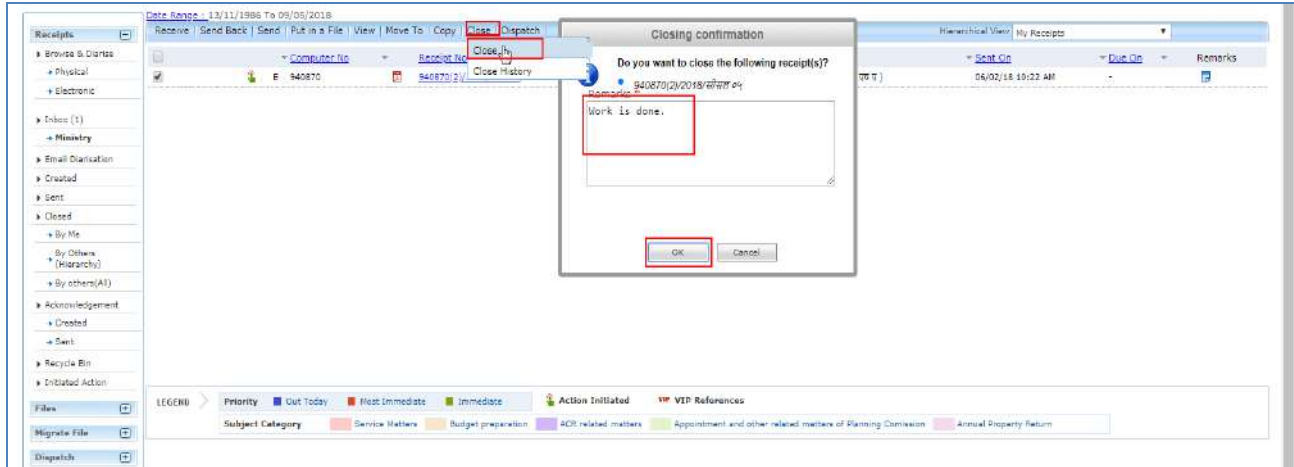 Date Range : 13/11/1986 To 09/05/2018
Receipts
Receive | Send Back | Send | Put in a File | View | Move To | Copy | Close | Dispatch
Hierarchical View My Receipts
Browse & Diarise
Physical
Electronic
Inbox (1)
Ministry
Email Diarisation
Created
Sent
Closed
By Me
By Others
(Hierarchy)
By others(All)
Acknowledgement
Created
Sent
Recycle Bin
Initiated Action
Files
Migrate File
Dispatch
Computer No
Receipt No
Sent On
Due On
Remarks
E 940870
940870(2)/
06/02/18 10:22 AM
-
Close
Close History
Closing confirmation
Do you want to close the following receipt(s)?
940870(2)/2018/
Remarks
Work is done.
OK
Cancel
LEGEND
Priority Out Today Most Immediate Immediate Action Initiated VIP VIP References
Subject Category Service Matters Budget preparation ACR related matters Appointment and other related matters of Planning Comission Annual Property Return